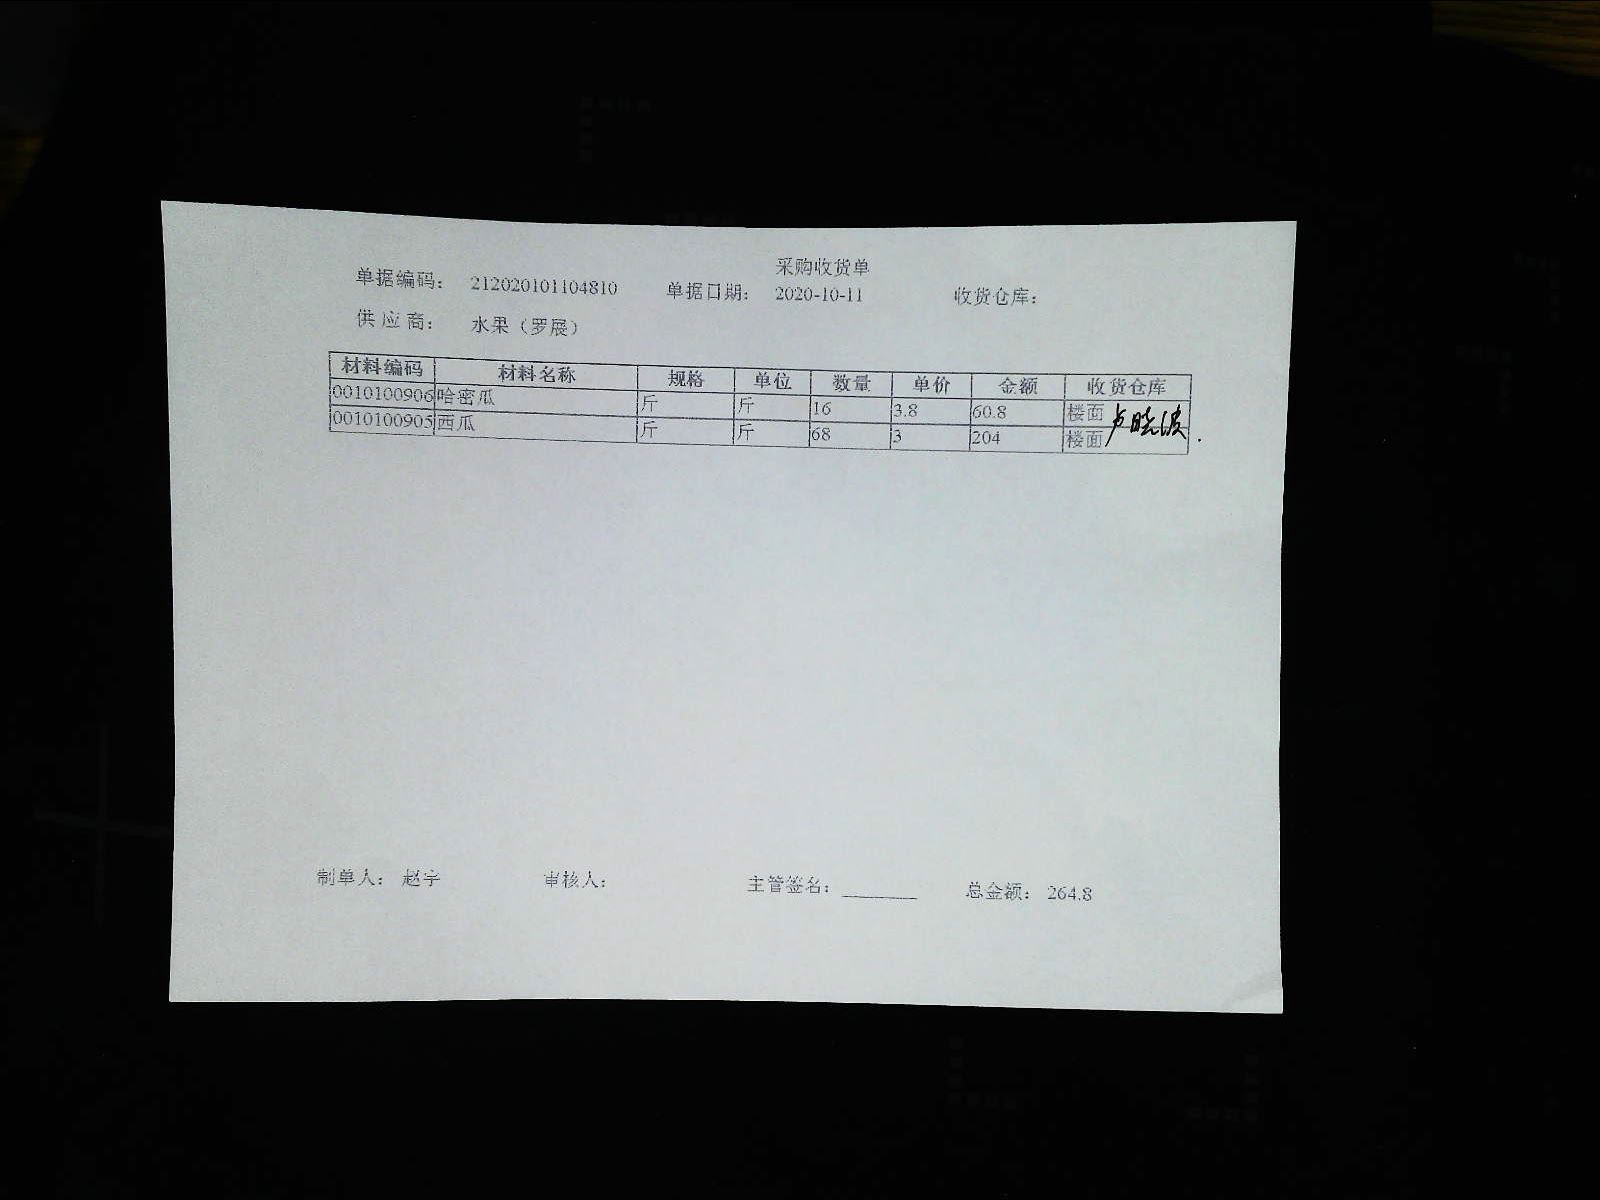 采购收货单
单据编码： 212020101104810 单据日期： 2020-10-11 收货仓库：
供 应 商： 水果（罗展）
材料编码 材料名称 规格 单位 数量 单价 金额 收货仓库
0010100906 哈密瓜 斤 斤 16 3.8 60.8 楼面
0010100905 西瓜 斤 斤 68 3 204 楼面
卢晓波
制单人： 赵宇 审核人： 主管签名： 总金额： 264.8